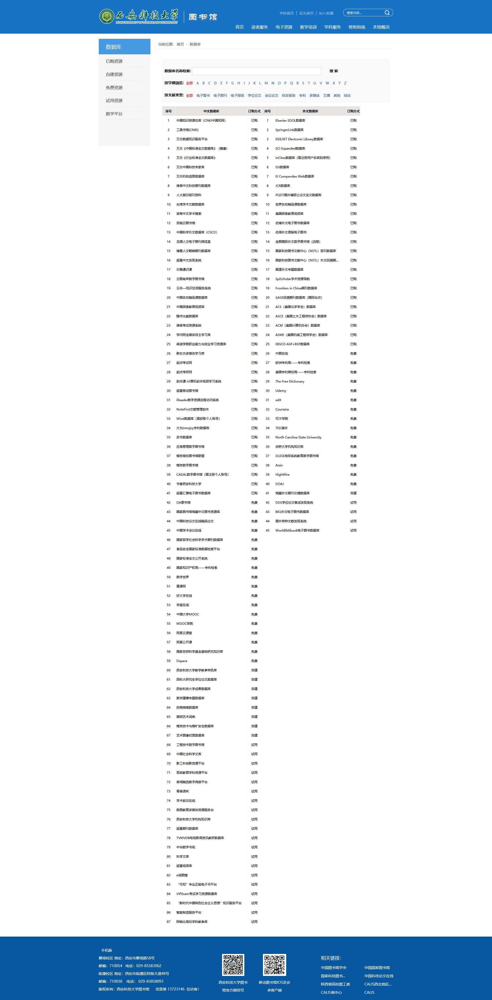 西安科技大学 图书馆
XI'AN UNIVERSITY OF SCIENCE AND TECHNOLOGY
学校首页 设为首页 加入收藏 搜索内容...
首页 读者服务 电子资源 教学培训 学科服务 帮助指南 本馆概况
数据库
已购资源
自建资源
免费资源
试用资源
数字平台
当前位置: 首页 - 数据库
数据库名称检索: 搜 索
按字顺浏览: 全部 A B C D E F G H I J K L M N O P Q R S T U V W X Y Z
按文献类型: 全部 电子图书 电子期刊 电子报纸 学位论文 会议论文 科技报告 专利 多媒体 文摘 其他 综合
序号 中文数据库 订购方式 序号 外文数据库 订购方式
1 中国知识资源总库（CNKI中国知网） 已购 1 Elsevier SDOL数据库 已购
2 工具书馆(CNKI) 已购 2 SpringerLink数据库 已购
3 万方数据知识服务平台 已购 3 IEEE/IET Electronic Library数据库 已购
4 万方《中国标准全文数据库》（镜像） 已购 4 SCI Expanded数据库 已购
5 万方《行业标准全文数据库》 已购 5 InCites数据库（需注册用户名密码使用） 已购
6 万方中国科技专家库 已购 6 ESI数据库 已购
7 万方机构信息数据库 已购 7 EI Compendex Web数据库 已购
8 维普中文科技期刊数据库 已购 8 JCR数据库 已购
9 人大复印报刊资料 已购 9 PQDT国外博硕士论文全文数据库 已购
10 台湾学术文献数据库 已购 10 世界名校精品课数据库 已购
11 读秀中文学术搜索 已购 11 美国探索教育视频库 已购
12 百链云图书馆 已购 12 优博外文电子图书数据库 已购
13 中国科学引文数据库（CSCD） 已购 13 优阅外文原版电子图书 已购
14 龙源人文电子期刊阅览室 已购 14 金图国际外文数字图书馆（远程） 已购
15 博看人文畅销期刊数据库 已购 15 国家科技图书文献中心（NSTL）现刊数据库 已购
16 超星中文发现系统 已购 16 国家科技图书文献中心（NSTL）外文回溯期... 已购
17 尔雅通识课 已购 17 国道外文专题数据库 已购
18 云图有声数字图书馆 已购 18 SpiScholar学术资源导航 已购
19 云舟—知识空间服务系统 已购 19 Frontiers in China期刊数据库 已购
20 中国名校精品课数据库 已购 20 SAGE回溯期刊数据库（国际站点） 已购
21 中国探索教育视频库 已购 21 ACS（美国化学学会）数据库 已购
22 随书光盘数据库 已购 22 ASCE（美国土木工程师协会）数据库 已购
23 维普考试资源系统 已购 23 ACM（美国计算机协会）数据库 已购
24 学问网全媒体自主学习库 已购 24 ASME（美国机械工程师学会）数据库 已购
25 森途学院职业能力与创业学习资源库 已购 25 EBSCO ASP+BSP数据库 已购
26 新东方多媒体学习库 已购 26 中图在线 免费
27 起点考试网 已购 27 欧洲专利局——专利检索 免费
28 起点考研网 已购 28 美国专利商标局——专利检索 免费
29 软件通-计算机软件视频学习系统 已购 29 The Free Dictionary 免费
30 超星移动图书馆 已购 30 Udemy 免费
31 iReader数字资源远程访问系统 已购 31 edX 免费
32 NoteFirst文献管理软件 已购 32 Coursera 免费
33 Wind数据库（需获取个人账号） 已购 33 可汗学院 免费
34 大为innojoy专利数据库 已购 34 TED演讲 免费
35 皮书数据库 已购 35 North Carolina State University 免费
36 应急管理数字图书馆 已购 36 剑桥大学机构知识库 免费
37 煤炭高校图书馆联盟 已购 37 DLESE地球系统教育数字图书馆 免费
38 煤炭数字图书馆 已购 38 Arxiv 免费
39 CADAL数字图书馆（需注册个人账号） 已购 39 HighWire 免费
40 书香西安科技大学 已购 40 DOAJ 免费
41 超星汇雅电子图书数据库 已购 41 馆藏外文期刊文摘数据库 自建
42 OA图书馆 免费 42 DDS学位论文集成发现系统 试用
43 国家图书馆馆藏中文图书资源库 免费 43 BKS外文电子图书数据库 试用
44 中国科技论文在线精品论文 免费 44 国外特种文献发现系统 试用
45 中国学术会议在线 免费 45 WorldlibEbook电子图书数据库 试用
46 国家哲学社会科学学术期刊数据库 免费
47 食品安全国家标准数据检索平台 免费
48 国家标准全文公开系统 免费
49 国家知识产权局——专利检索 免费
50 数学世界 免费
51 慕课网 免费
52 好大学在线 免费
53 学堂在线 免费
54 中国大学MOOC 免费
55 MOOC学院 免费
56 网易云课堂 免费
57 网易公开课 免费
58 国家自然科学基金基础研究知识库 免费
59 Dspace 免费
60 西安科技大学教学教参特色库 自建
61 西科大研究生学位论文数据库 自建
62 西安科技大学成果数据库 自建
63 数学建模专题数据库 自建
64 投稿指南数据库 自建
65 简明艺术词典 自建
66 煤炭技术与煤矿安全数据库 自建
67 艺术图像欣赏数据库 自建
68 工程技术数字图书馆 试用
69 中国社会科学文库 试用
70 新工科创新资源平台 试用
71 思政教育学科资源平台 试用
72 掌阅精选数字阅读平台 试用
73 青春语林 试用
74 学术前沿在线 试用
75 数图教育多媒体资源服务台 试用
76 西安科技大学机构知识库 试用
77 超星期刊数据库 试用
78 TVMVDB电视新闻资讯教研数据库 试用
79 中华数字书苑 试用
80 科学文库 试用
81 超星视频库 试用
82 e线图情 试用
83 “可知”专业正版电子书平台 试用
84 VIPExam考试学习资源数据库 试用
85 “新时代中国特色社会主义思想”知识服务平台 试用
86 智能制造服务平台 试用
87 阿帕比高校学科教参库 试用
手机版
雁塔校区 地址：西安市雁塔路58号
邮编：710054 电话：029-85583062
临潼校区 地址：西安市临潼区陕鼓大道48号
邮编：710038 电话： 029-83858093
版权所有：西安科技大学图书馆 您是第 13723146 位访客！
西安科技大学图书馆官方微信号
移动图书馆IOS及安卓客户端
相关链接：
中国图书馆学会 中国国家图书馆
国家科技图书... 中国科技论文在线
陕西省高校图工委 CALIS西北地区...
CALIS省中心 CALIS